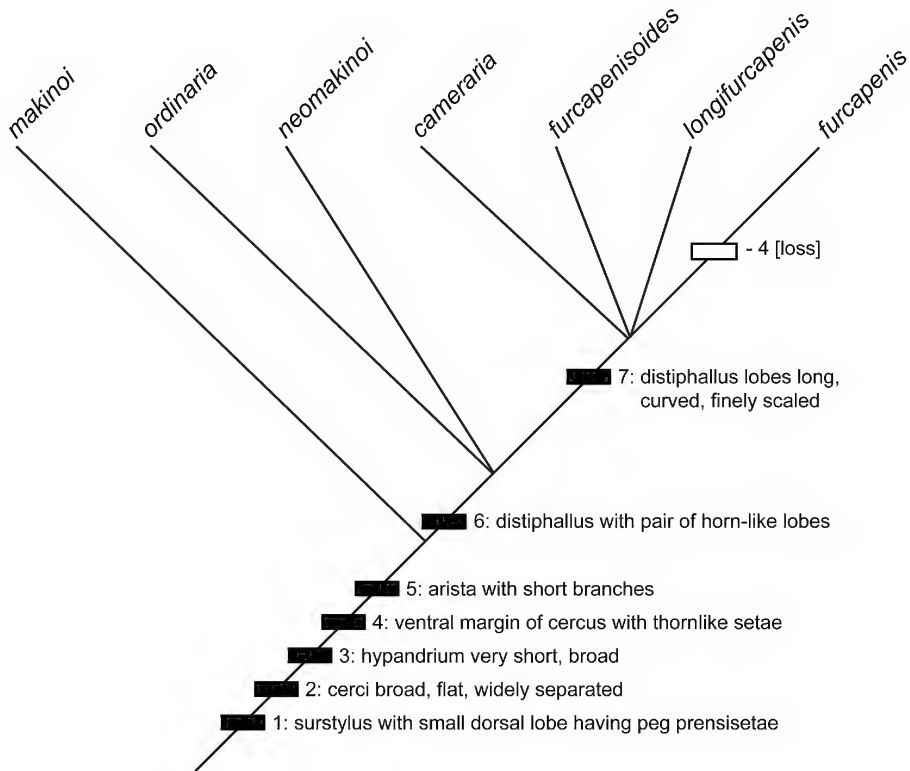 makinoi
ordinaria
neomakinoi
cameraria
furcapenisoides
longifurcapenis
furcapenis
- 4 [loss]
7: distiphallus lobes long,
curved, finely scaled
6: distiphallus with pair of horn-like lobes
5: arista with short branches
4: ventral margin of cercus with thornlike setae
3: hypandrium very short, broad
2: cerci broad, flat, widely separated
1: surstylus with small dorsal lobe having peg prensisetae